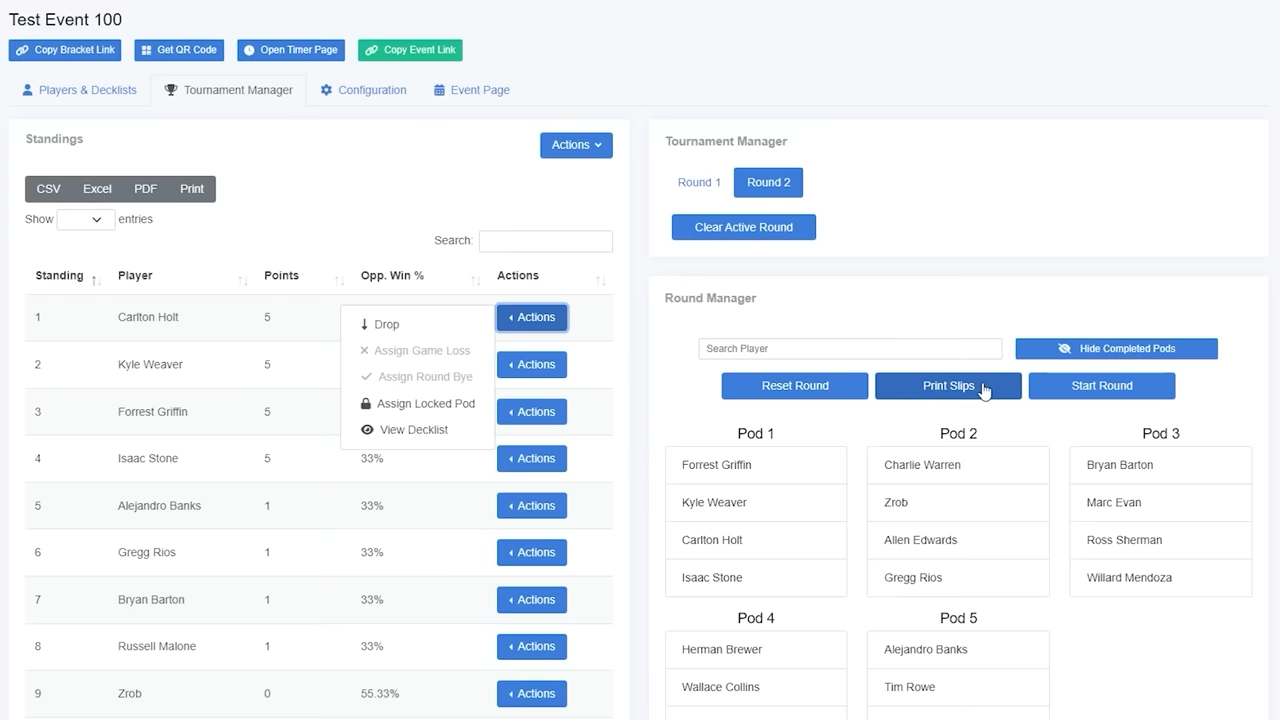 Test Event 100
Copy Bracket Link Get QR Code Open Timer Page Copy Event Link
Players & Decklists Tournament Manager Configuration Event Page
Standings
Actions
CSV Excel PDF Print
Show entries
Search:
Standing Player Points Opp. Win % Actions
1 Carlton Holt 5 Actions
2 Kyle Weaver 5 Actions
3 Forrest Griffin 5 Actions
4 Isaac Stone 5 33% Actions
5 Alejandro Banks 1 33% Actions
6 Gregg Rios 1 33% Actions
7 Bryan Barton 1 33% Actions
8 Russell Malone 1 33% Actions
9 Zrob 0 55.33% Actions
Drop
Assign Game Loss
Assign Round Bye
Assign Locked Pod
View Decklist
Tournament Manager
Round 1 Round 2
Clear Active Round
Round Manager
Search Player Hide Completed Pods
Reset Round Print Slips Start Round
Pod 1
Forrest Griffin
Kyle Weaver
Carlton Holt
Isaac Stone
Pod 2
Charlie Warren
Zrob
Allen Edwards
Gregg Rios
Pod 3
Bryan Barton
Marc Evan
Ross Sherman
Willard Mendoza
Pod 4
Herman Brewer
Wallace Collins
Pod 5
Alejandro Banks
Tim Rowe